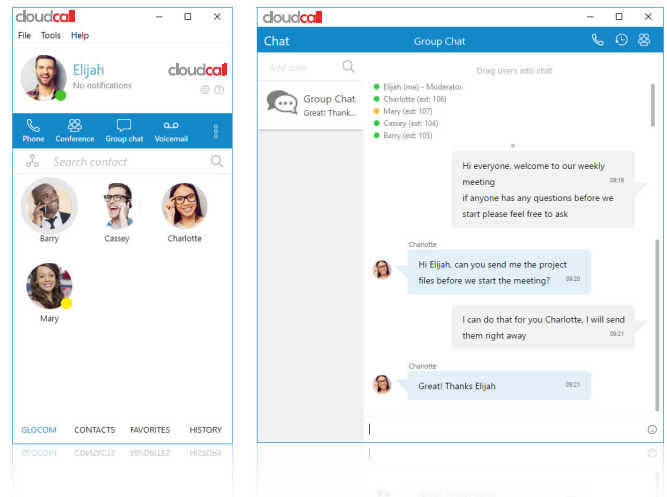 cloudcall
File Tools Help
Elijah
No notifications
cloudcall
Phone Conference Group chat Voicemail
Search contact
Barry Cassey Charlotte
Mary
GLOCOM CONTACTS FAVORITES HISTORY
GLOCOM CONTACTS FAVORITES HISTORY
cloudcall
Chat Group Chat
Add user
Drag users into chat
Group Chat
Great! Thank...
Elijah (me) - Moderator
Charlotte (ext: 106)
Mary (ext: 107)
Cassey (ext: 104)
Barry (ext: 105)
Hi everyone, welcome to our weekly
meeting 09:19
if anyone has any questions before we
start please feel free to ask
Charlotte
Hi Elijah, can you send me the project
files before we start the meeting? 09:20
I can do that for you Charlotte. I will send
them right away 09:21
Charlotte
Great! Thanks Elijah 09:21